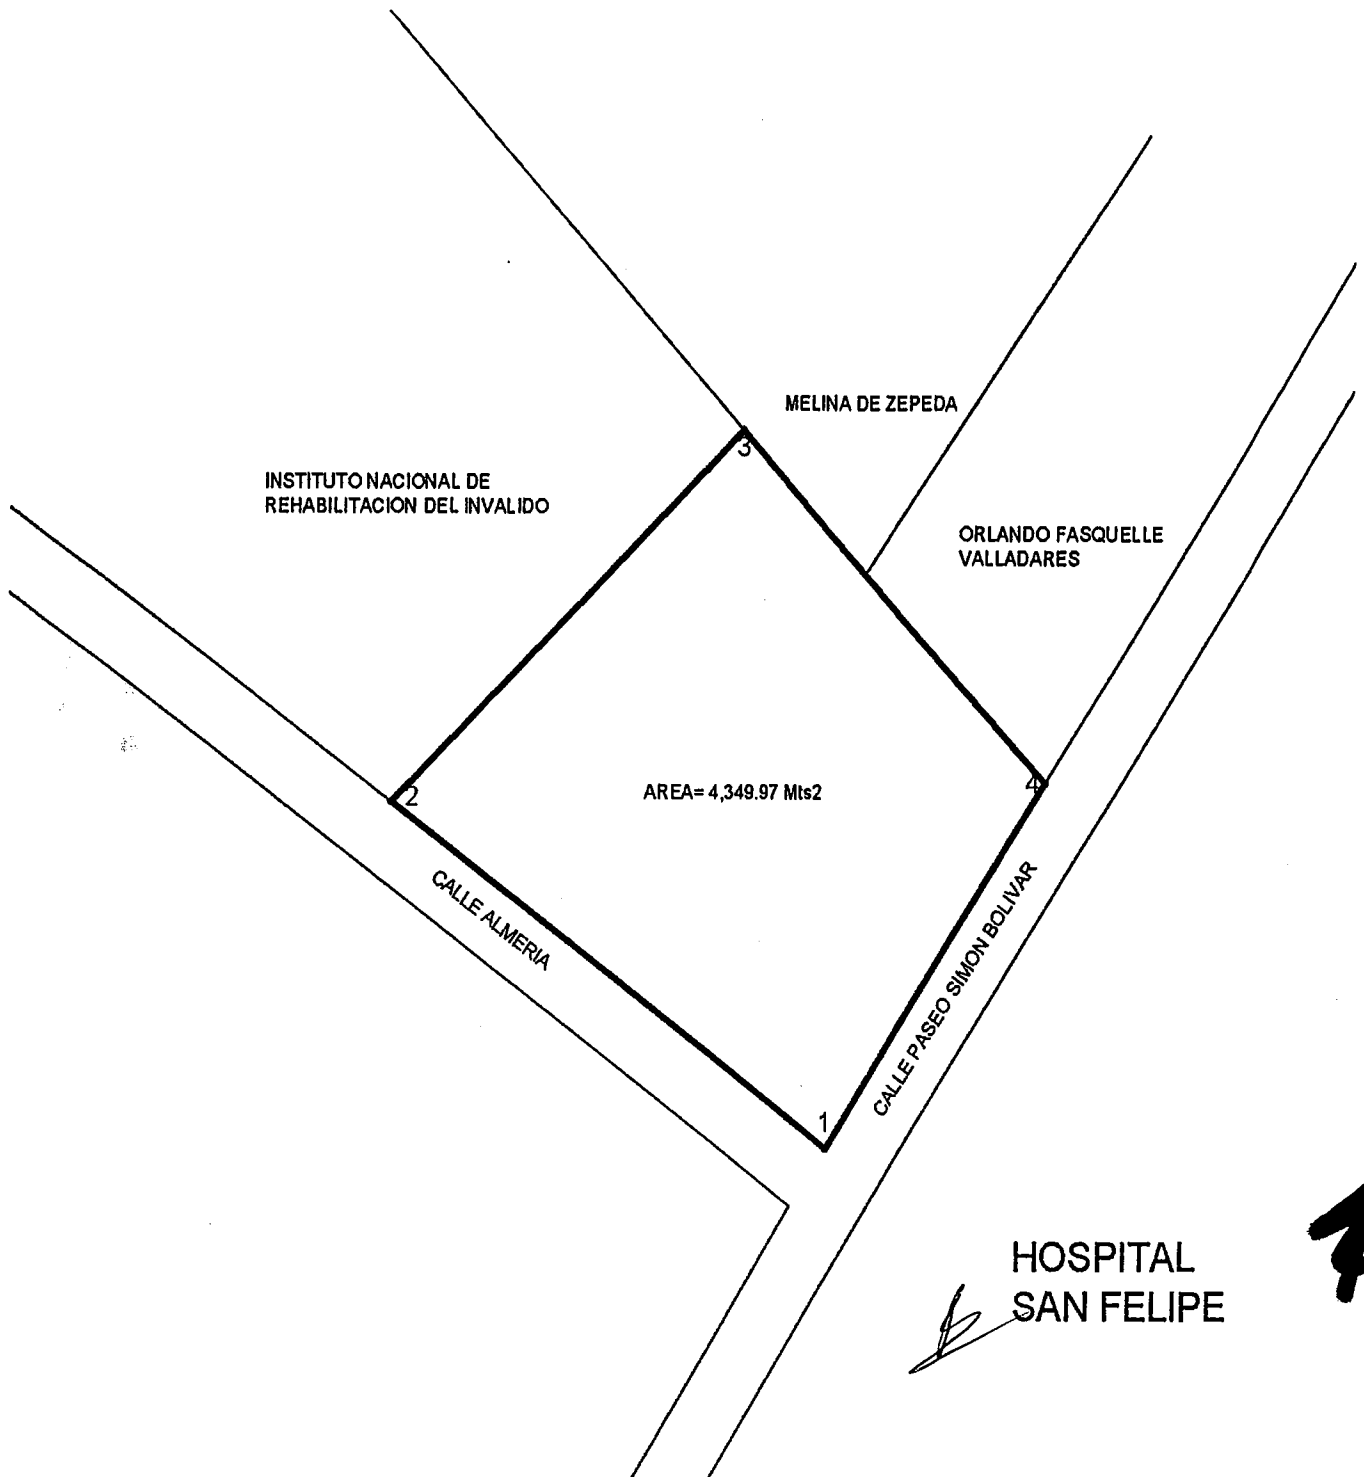 MELINA DE ZEPEDA
3
INSTITUTO NACIONAL DE
REHABILITACION DEL INVALIDO
ORLANDO FASQUELLE
VALLADARES
2
AREA= 4,349.97 Mts2
4
CALLE ALMERIA
CALLE PASEO SIMON BOLIVAR
1
HOSPITAL
SAN FELIPE